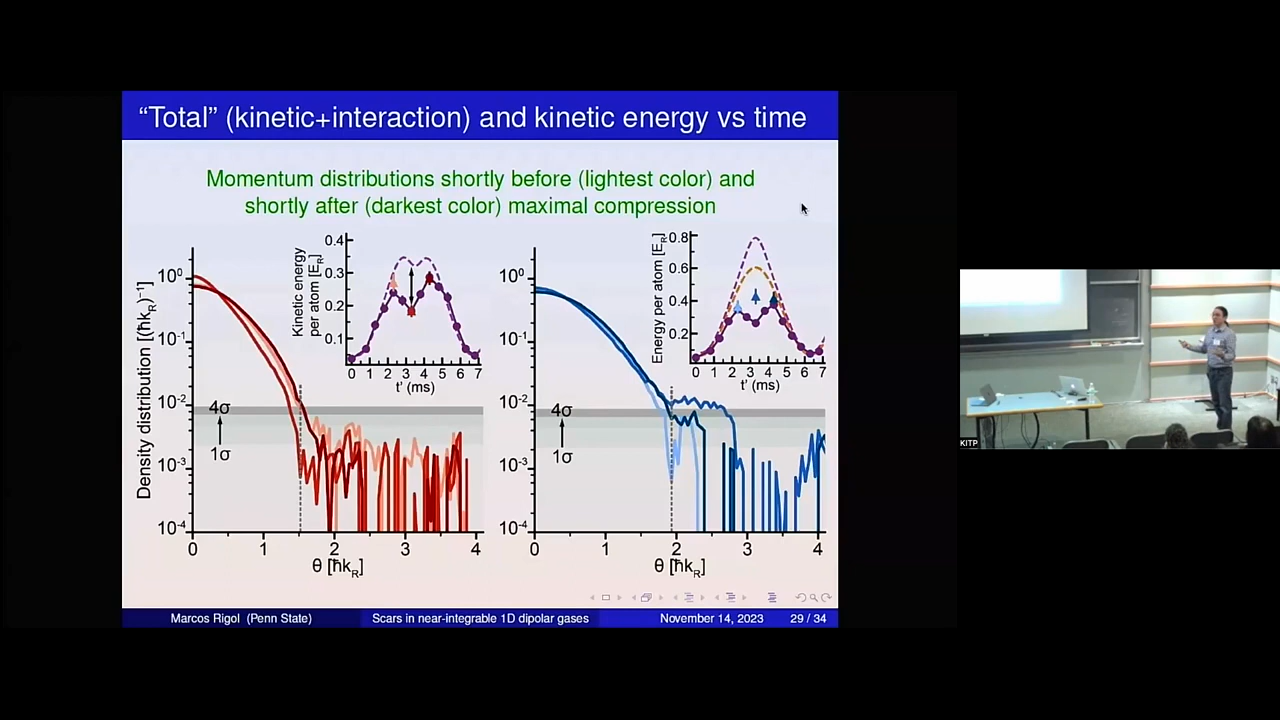 “Total” (kinetic+interaction) and kinetic energy vs time
Momentum distributions shortly before (lightest color) and
shortly after (darkest color) maximal compression
Density distribution [(ħk_R)⁻¹]
10⁰
10⁻¹
10⁻²
10⁻³
10⁻⁴
4σ
1σ
0 1 2 3 4
θ [ħk_R]
Kinetic energy
per atom [E_R]
0.4
0.3
0.2
0.1
0 1 2 3 4 5 6 7
t' (ms)
10⁰
10⁻¹
10⁻²
10⁻³
10⁻⁴
4σ
1σ
0 1 2 3 4
θ [ħk_R]
Energy per atom [E_R]
0.8
0.6
0.4
0.2
0 1 2 3 4 5 6 7
t' (ms)
Marcos Rigol (Penn State) Scars in near-integrable 1D dipolar gases November 14, 2023 29 / 34
KITP